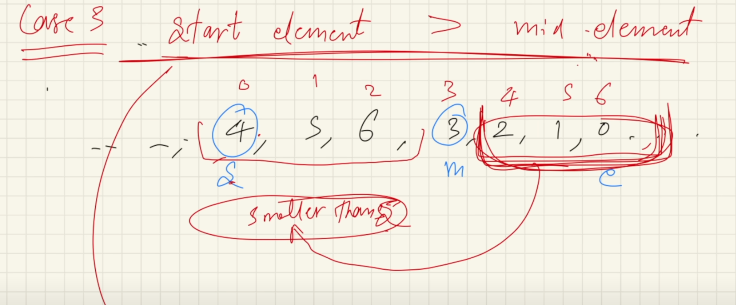 Case 3 Start element > mid-element
0 1 2 3 4 5 6
4, 5, 6, 3, 2, 1, 0
S m e
Smaller than S